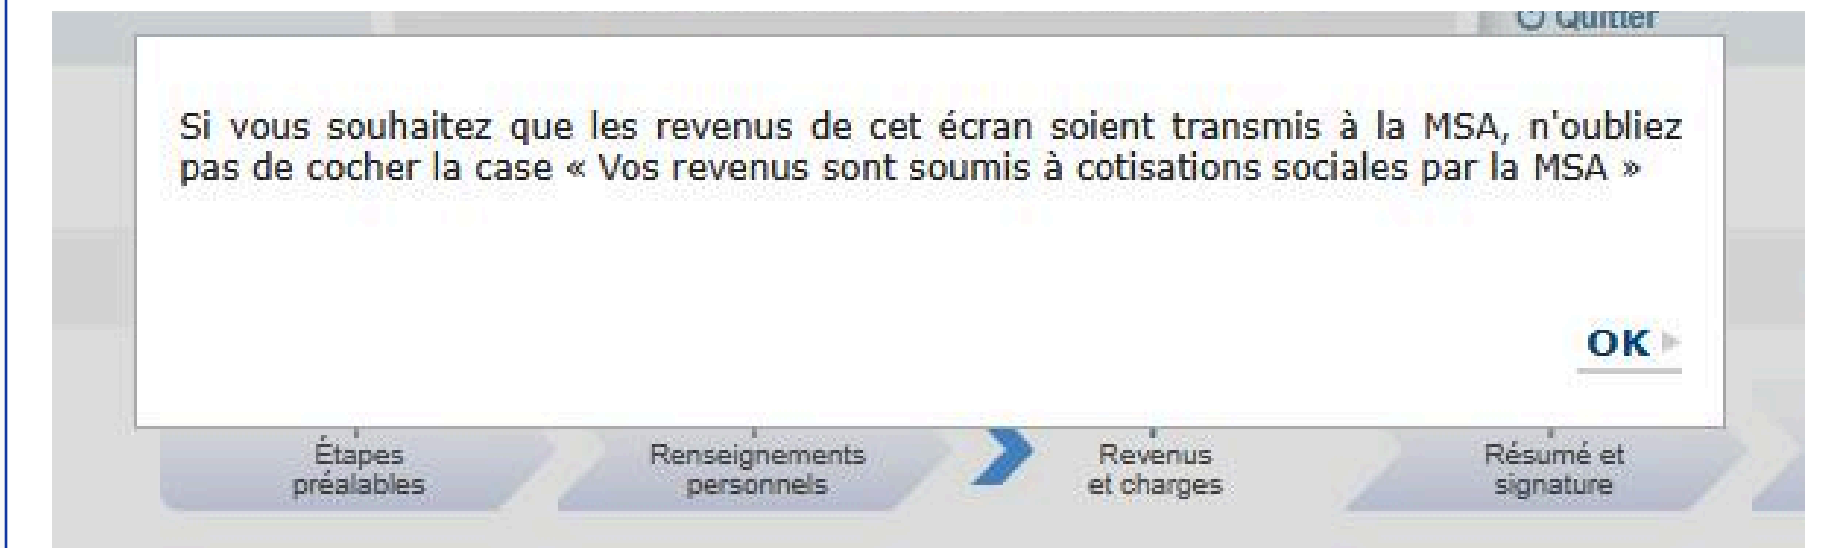 Quitter
Si vous souhaitez que les revenus de cet écran soient transmis à la MSA, n'oubliez
pas de cocher la case « Vos revenus sont soumis à cotisations sociales par la MSA »
OK
Étapes
préalables
Renseignements
personnels
Revenus
et charges
Résumé et
signature